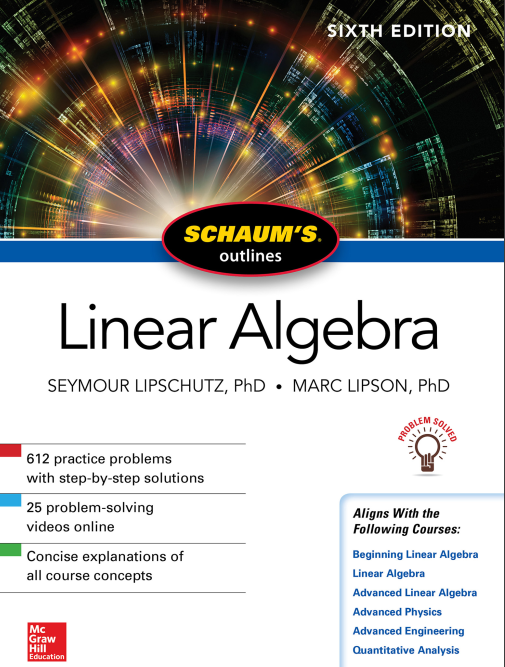 SIXTH EDITION
SCHAUM'S®
outlines
Linear Algebra
SEYMOUR LIPSCHUTZ, PhD • MARC LIPSON, PhD
PROBLEM SOLVED
612 practice problems
with step-by-step solutions
25 problem-solving
videos online
Concise explanations of
all course concepts
Aligns With the
Following Courses:
Beginning Linear Algebra
Linear Algebra
Advanced Linear Algebra
Advanced Physics
Advanced Engineering
Quantitative Analysis
Mc
Graw
Hill
Education